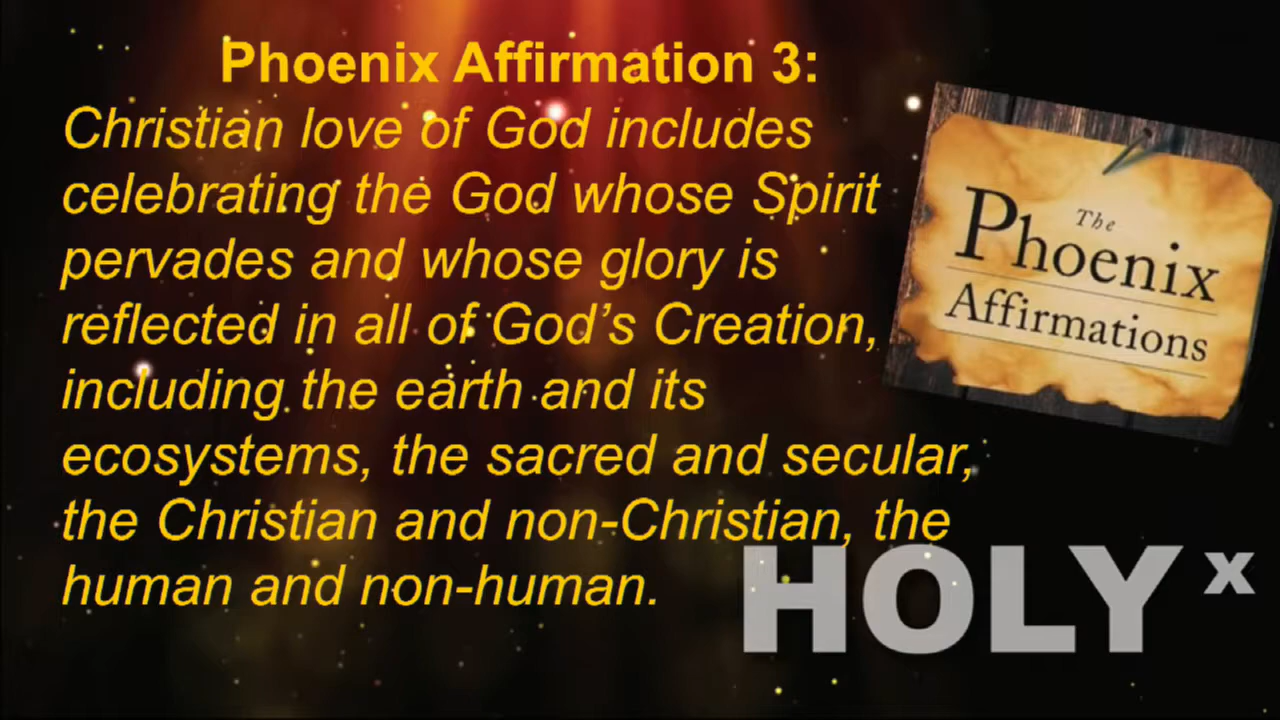 Phoenix Affirmation 3:
Christian love of God includes
celebrating the God whose Spirit
pervades and whose glory is
reflected in all of God’s Creation,
including the earth and its
ecosystems, the sacred and secular,
the Christian and non-Christian, the
human and non-human.
The
Phoenix
Affirmations
HOLY x